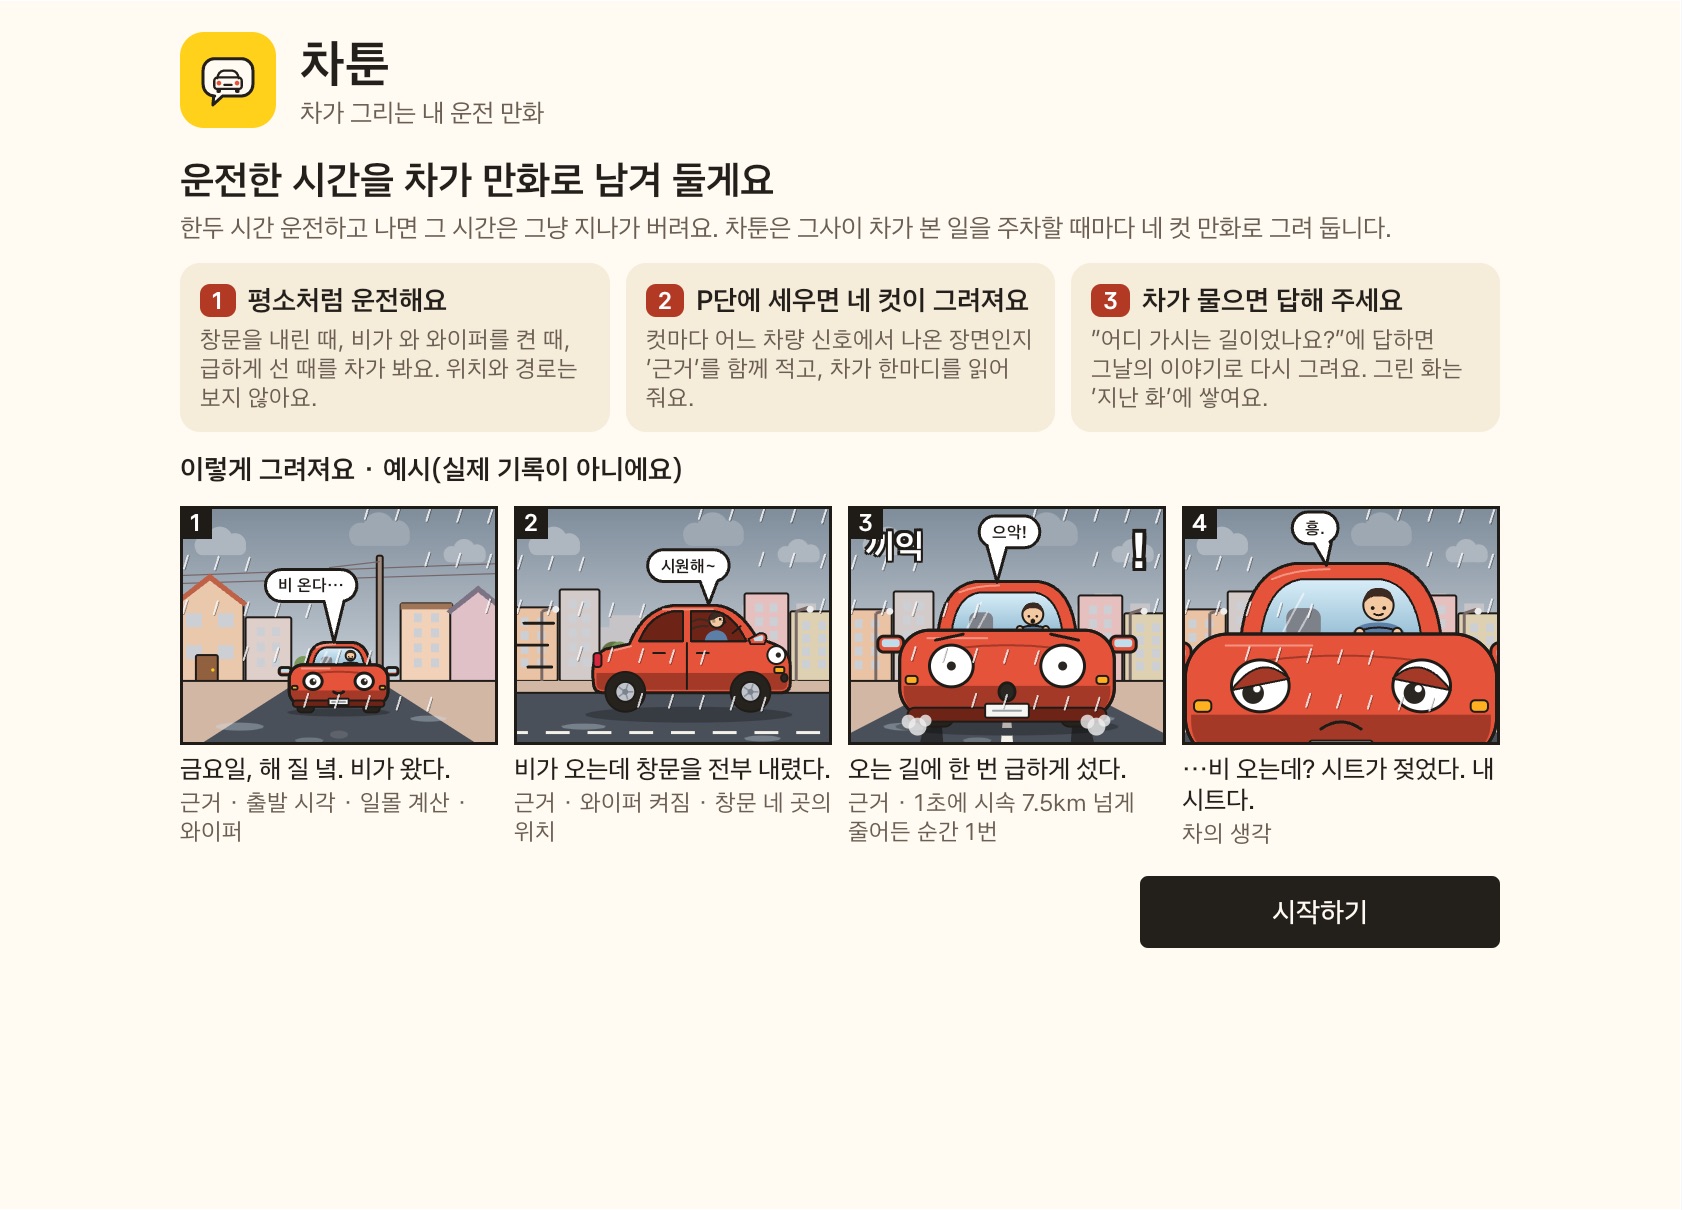 차툰
차가 그리는 내 운전 만화
운전한 시간을 차가 만화로 남겨 둘게요
한두 시간 운전하고 나면 그 시간은 그냥 지나가 버려요. 차툰은 그사이 차가 본 일을 주차할 때마다 네 컷 만화로 그려 둡니다.
1 평소처럼 운전해요
창문을 내린 때, 비가 와 와이퍼를 켠 때,
급하게 선 때를 차가 봐요. 위치와 경로는
보지 않아요.
2 P단에 세우면 네 컷이 그려져요
컷마다 어느 차량 신호에서 나온 장면인지
'근거'를 함께 적고, 차가 한마디를 읽어
줘요.
3 차가 물으면 답해 주세요
"어디 가시는 길이었나요?"에 답하면
그날의 이야기로 다시 그려요. 그린 화는
'지난 화'에 쌓여요.
이렇게 그려져요 · 예시(실제 기록이 아니에요)
1
비 온다…
금요일, 해 질 녘. 비가 왔다.
근거 · 출발 시각 · 일몰 계산 ·
와이퍼
2
시원해~
비가 오는데 창문을 전부 내렸다.
근거 · 와이퍼 켜짐 · 창문 네 곳의
위치
3
끼익
으악!
!
오는 길에 한 번 급하게 섰다.
근거 · 1초에 시속 7.5km 넘게
줄어든 순간 1번
4
흥.
…비 오는데? 시트가 젖었다. 내
시트다.
차의 생각
시작하기